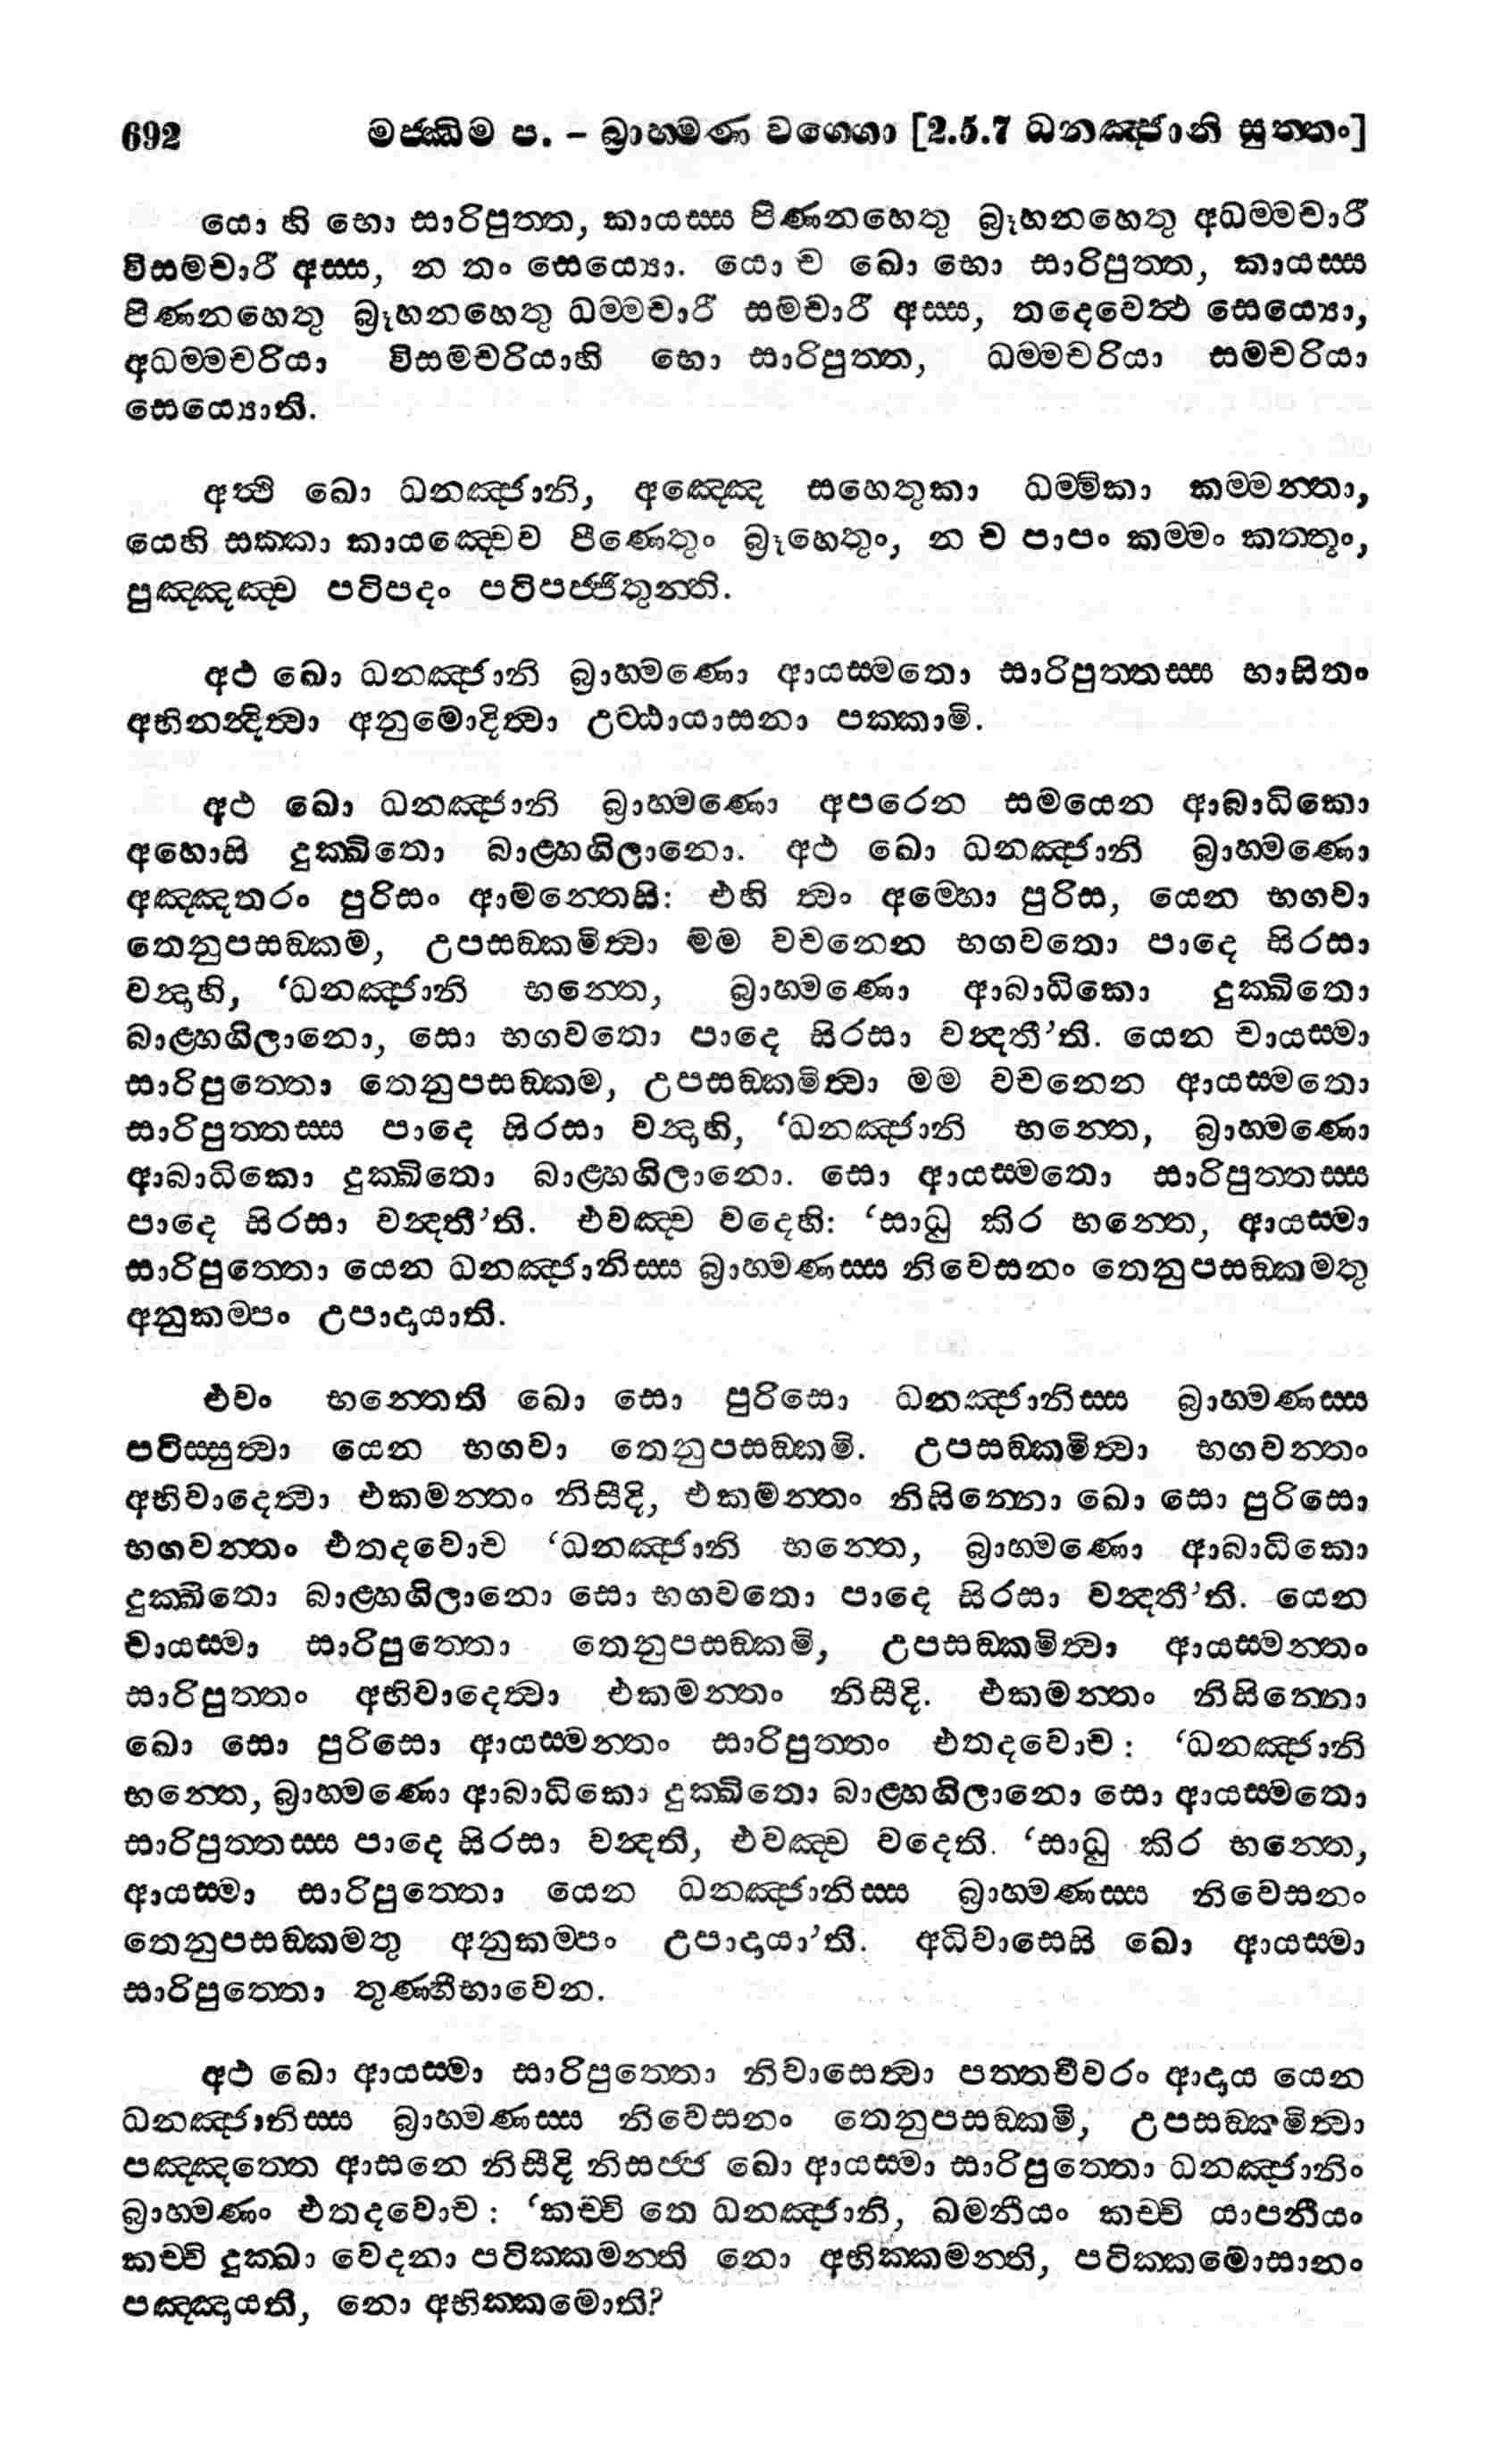 692 මජ්ඣිම ප. - බ්‍රාහ්මණ වග්ගො [2.5.7 ධනඤ්ජානි සුත්තං]
යො හි භො සාරිපුත්ත, කායස්ස පිණනහෙතු බ්‍රෑහනහෙතු අධම්මචාරී
විසමචාරී අස්ස, න තං සෙය්‍යො. යො ච ඛො භො සාරිපුත්ත, කායස්ස
පිණනහෙතු බ්‍රෑහනහෙතු ධම්මචාරී සමචාරී අස්ස, තදෙවෙත්ථ සෙය්‍යො,
අධම්මචරියා විසමචරියාහි භො සාරිපුත්ත, ධම්මචරියා සමචරියා
සෙය්‍යොති.
අත්ථි ඛො ධනඤ්ජානි, අඤ්ඤෙ සහෙතුකා ධම්මිකා කම්මන්තා,
යෙහි සක්කා කායඤ්චෙව පීණෙතුං බ්‍රෑහෙතුං, න ච පාපං කම්මං කත්තුං,
පුඤ්ඤඤ්ච පටිපදං පටිපජ්ජිතුන්ති.
අථ ඛො ධනඤ්ජානි බ්‍රාහ්මණො ආයස්මතො සාරිපුත්තස්ස භාසිතං
අභිනන්දිත්වා අනුමොදිත්වා උට්ඨායාසනා පක්කාමි.
අථ ඛො ධනඤ්ජානි බ්‍රාහ්මණො අපරෙන සමයෙන ආබාධිකො
අහොසි දුක්ඛිතො බාළ්හගිලානො. අථ ඛො ධනඤ්ජානි බ්‍රාහ්මණො
අඤ්ඤතරං පුරිසං ආමන්තෙසි: එහි ත්වං අම්භො පුරිස, යෙන භගවා
තෙනුපසඞ්කම, උපසඞ්කමිත්වා මම වචනෙන භගවතො පාදෙ සිරසා
වන්දාහි, ‘ධනඤ්ජානි භන්තෙ, බ්‍රාහ්මණො ආබාධිකො දුක්ඛිතො
බාළ්හගිලානො, සො භගවතො පාදෙ සිරසා වන්දතී’ති. යෙන චායස්මා
සාරිපුත්තො තෙනුපසඞ්කම, උපසඞ්කමිත්වා මම වචනෙන ආයස්මතො
සාරිපුත්තස්ස පාදෙ සිරසා වන්දාහි, ‘ධනඤ්ජානි භන්තෙ, බ්‍රාහ්මණො
ආබාධිකො දුක්ඛිතො බාළ්හගිලානො. සො ආයස්මතො සාරිපුත්තස්ස
පාදෙ සිරසා වන්දතී’ති. එවඤ්ච වදෙහි: ‘සාධු කිර භන්තෙ, ආයස්මා
සාරිපුත්තො යෙන ධනඤ්ජානිස්ස බ්‍රාහ්මණස්ස නිවෙසනං තෙනුපසඞ්කමතු
අනුකම්පං උපාදායාති.
එවං භන්තෙති ඛො සො පුරිසො ධනඤ්ජානිස්ස බ්‍රාහ්මණස්ස
පටිස්සුත්වා යෙන භගවා තෙනුපසඞ්කමි. උපසඞ්කමිත්වා භගවන්තං
අභිවාදෙත්වා එකමන්තං නිසීදි, එකමන්තං නිසින්නො ඛො සො පුරිසො
භගවන්තං එතදවොච ‘ධනඤ්ජානි භන්තෙ, බ්‍රාහ්මණො ආබාධිකො
දුක්ඛිතො බාළ්හගිලානො සො භගවතො පාදෙ සිරසා වන්දතී’ති. යෙන
චායස්මා සාරිපුත්තො තෙනුපසඞ්කමි, උපසඞ්කමිත්වා ආයස්මන්තං
සාරිපුත්තං අභිවාදෙත්වා එකමන්තං නිසීදි. එකමන්තං නිසින්නො
ඛො සො පුරිසො ආයස්මන්තං සාරිපුත්තං එතදවොච : ‘ධනඤ්ජානි
භන්තෙ, බ්‍රාහ්මණො ආබාධිකො දුක්ඛිතො බාළ්හගිලානො සො ආයස්මතො
සාරිපුත්තස්ස පාදෙ සිරසා වන්දති, එවඤ්ච වදෙති. ‘සාධු කිර භන්තෙ,
ආයස්මා සාරිපුත්තො යෙන ධනඤ්ජානිස්ස බ්‍රාහ්මණස්ස නිවෙසනං
තෙනුපසඞ්කමතු අනුකම්පං උපාදායා’ති. අධිවාසෙසි ඛො ආයස්මා
සාරිපුත්තො තුණ්හීභාවෙන.
අථ ඛො ආයස්මා සාරිපුත්තො නිවාසෙත්වා පත්තචීවරං ආදාය යෙන
ධනඤ්ජානිස්ස බ්‍රාහ්මණස්ස නිවෙසනං තෙනුපසඞ්කමි, උපසඞ්කමිත්වා
පඤ්ඤත්තෙ ආසනෙ නිසීදි නිසජ්ජ ඛො ආයස්මා සාරිපුත්තො ධනඤ්ජානිං
බ්‍රාහ්මණං එතදවොච : ‘කච්චි තෙ ධනඤ්ජානි, ඛමනීයං කච්චි යාපනීයං
කච්චි දුක්ඛා වෙදනා පටික්කමන්ති නො අභික්කමන්ති, පටික්කමොසානං
පඤ්ඤායති, නො අභික්කමොති?